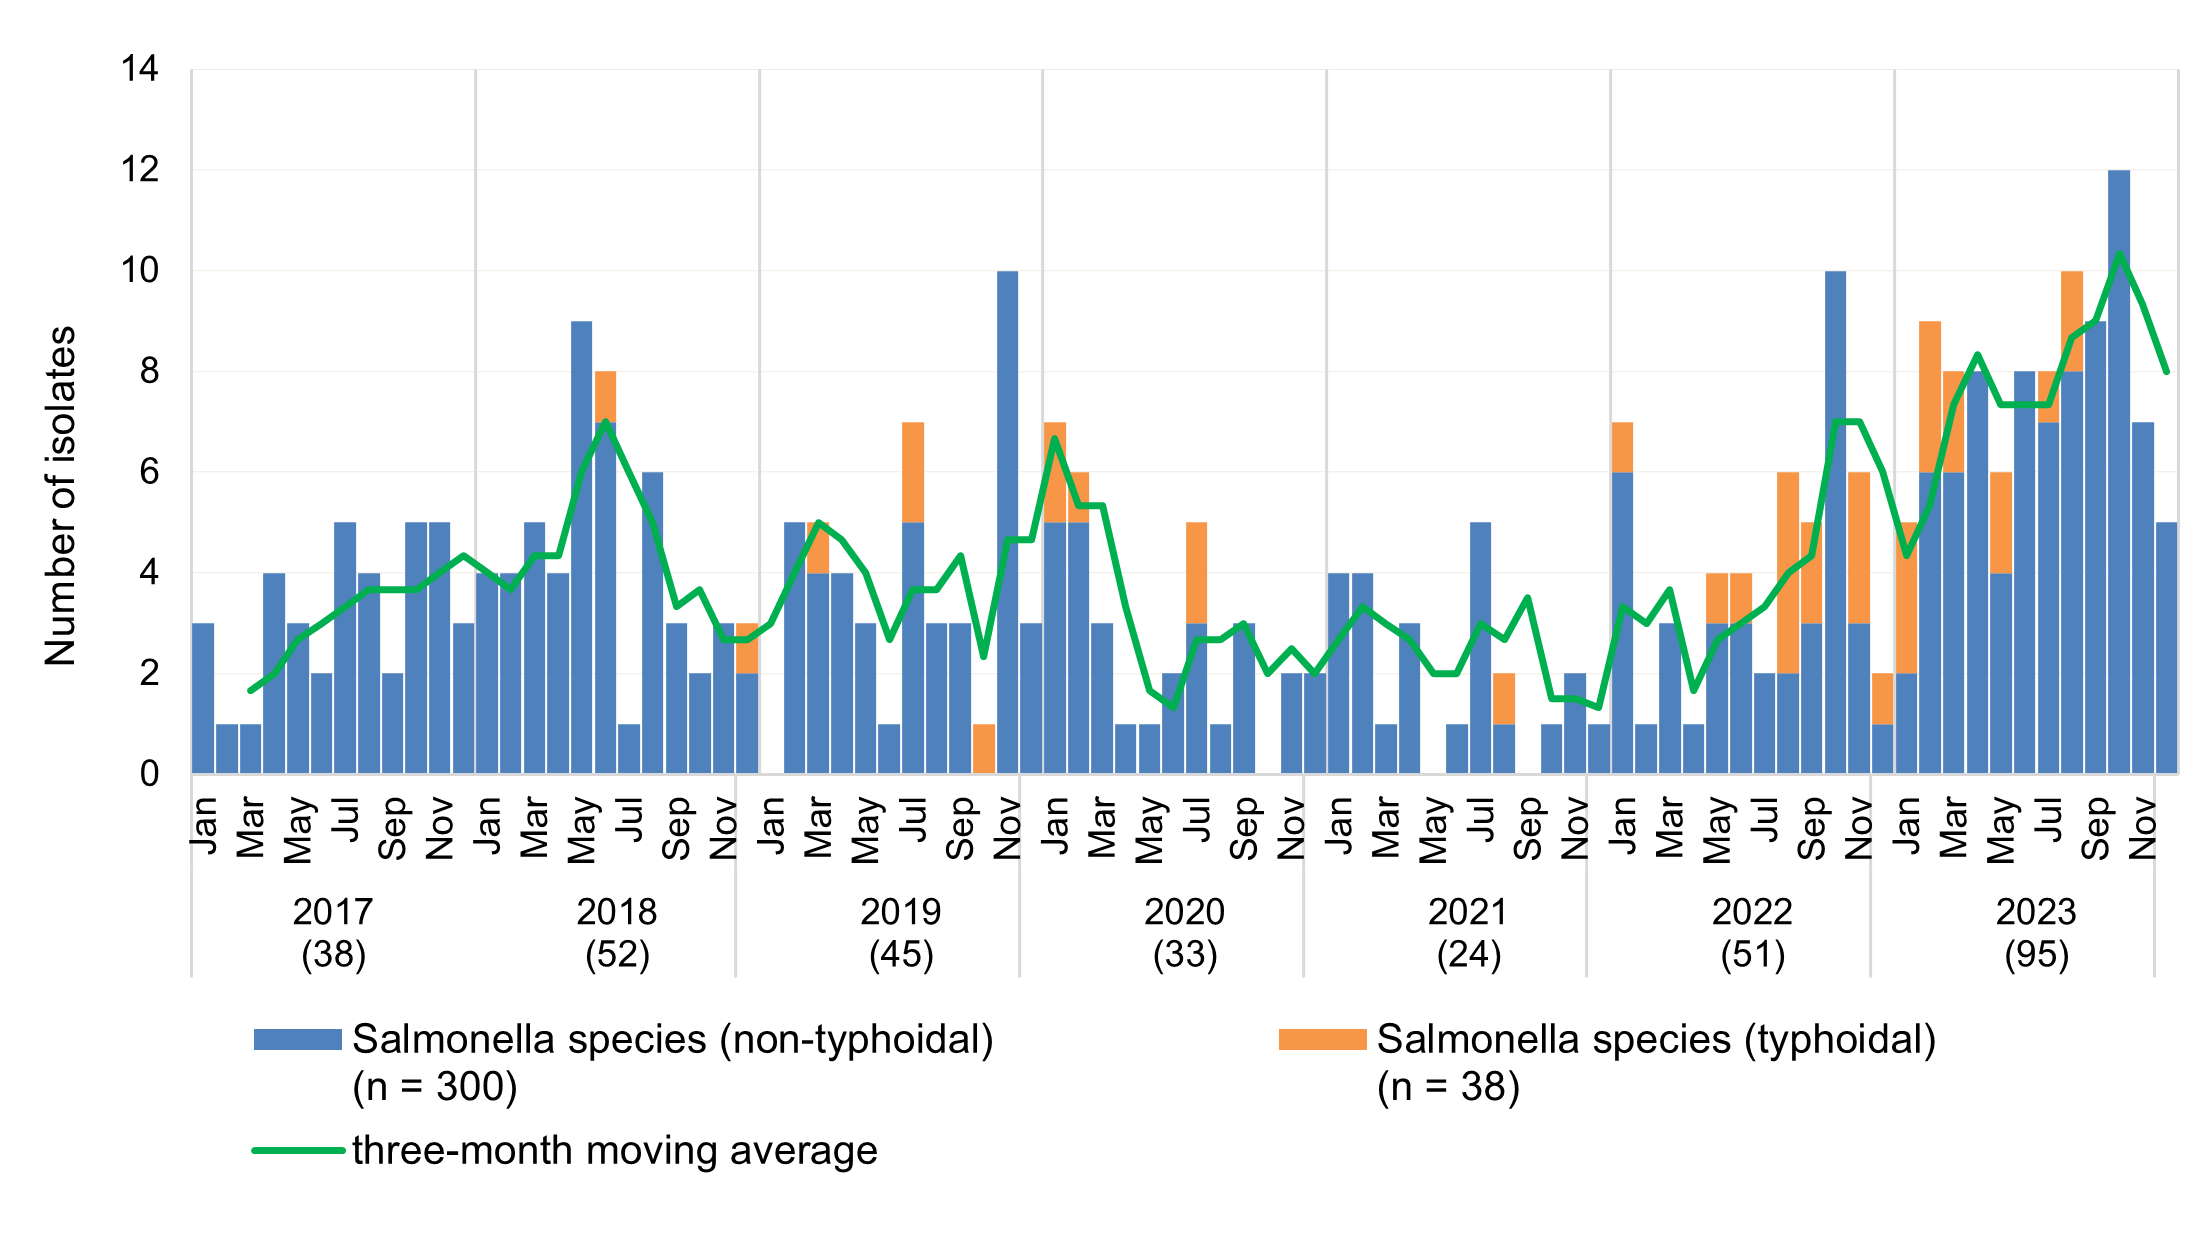 14
12
10
8
6
4
2
0
Number of isolates
Jan Mar May Jul Sep Nov Jan Mar May Jul Sep Nov Jan Mar May Jul Sep Nov Jan Mar May Jul Sep Nov Jan Mar May Jul Sep Nov Jan Mar May Jul Sep Nov Jan Mar May Jul Sep Nov
2017 2018 2019 2020 2021 2022 2023
(38) (52) (45) (33) (24) (51) (95)
Salmonella species (non-typhoidal)
(n = 300)
Salmonella species (typhoidal)
(n = 38)
three-month moving average